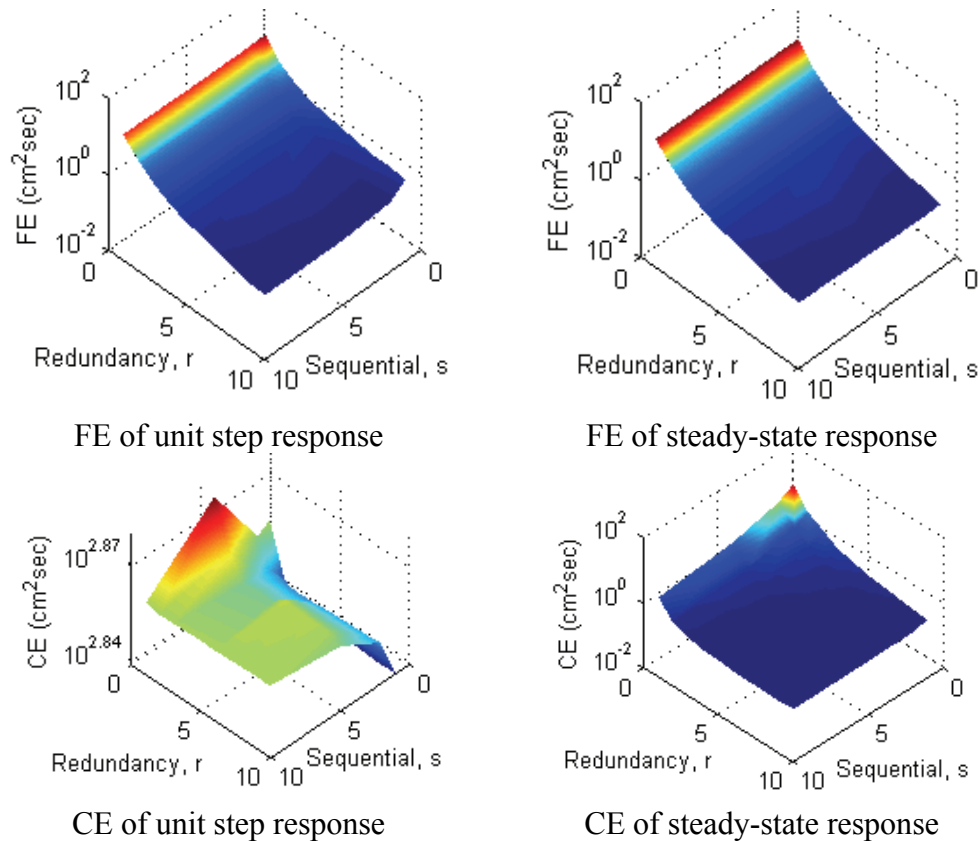 10^2
10^0
10^-2
FE (cm^2sec)
0
5
10
Redundancy, r
10
5
0
Sequential, s
FE of unit step response
10^2
10^0
10^-2
FE (cm^2sec)
0
5
10
Redundancy, r
10
5
0
Sequential, s
FE of steady-state response
10^2.87
10^2.84
CE (cm^2sec)
0
5
10
Redundancy, r
10
5
0
Sequential, s
CE of unit step response
10^2
10^0
10^-2
CE (cm^2sec)
0
5
10
Redundancy, r
10
5
0
Sequential, s
CE of steady-state response